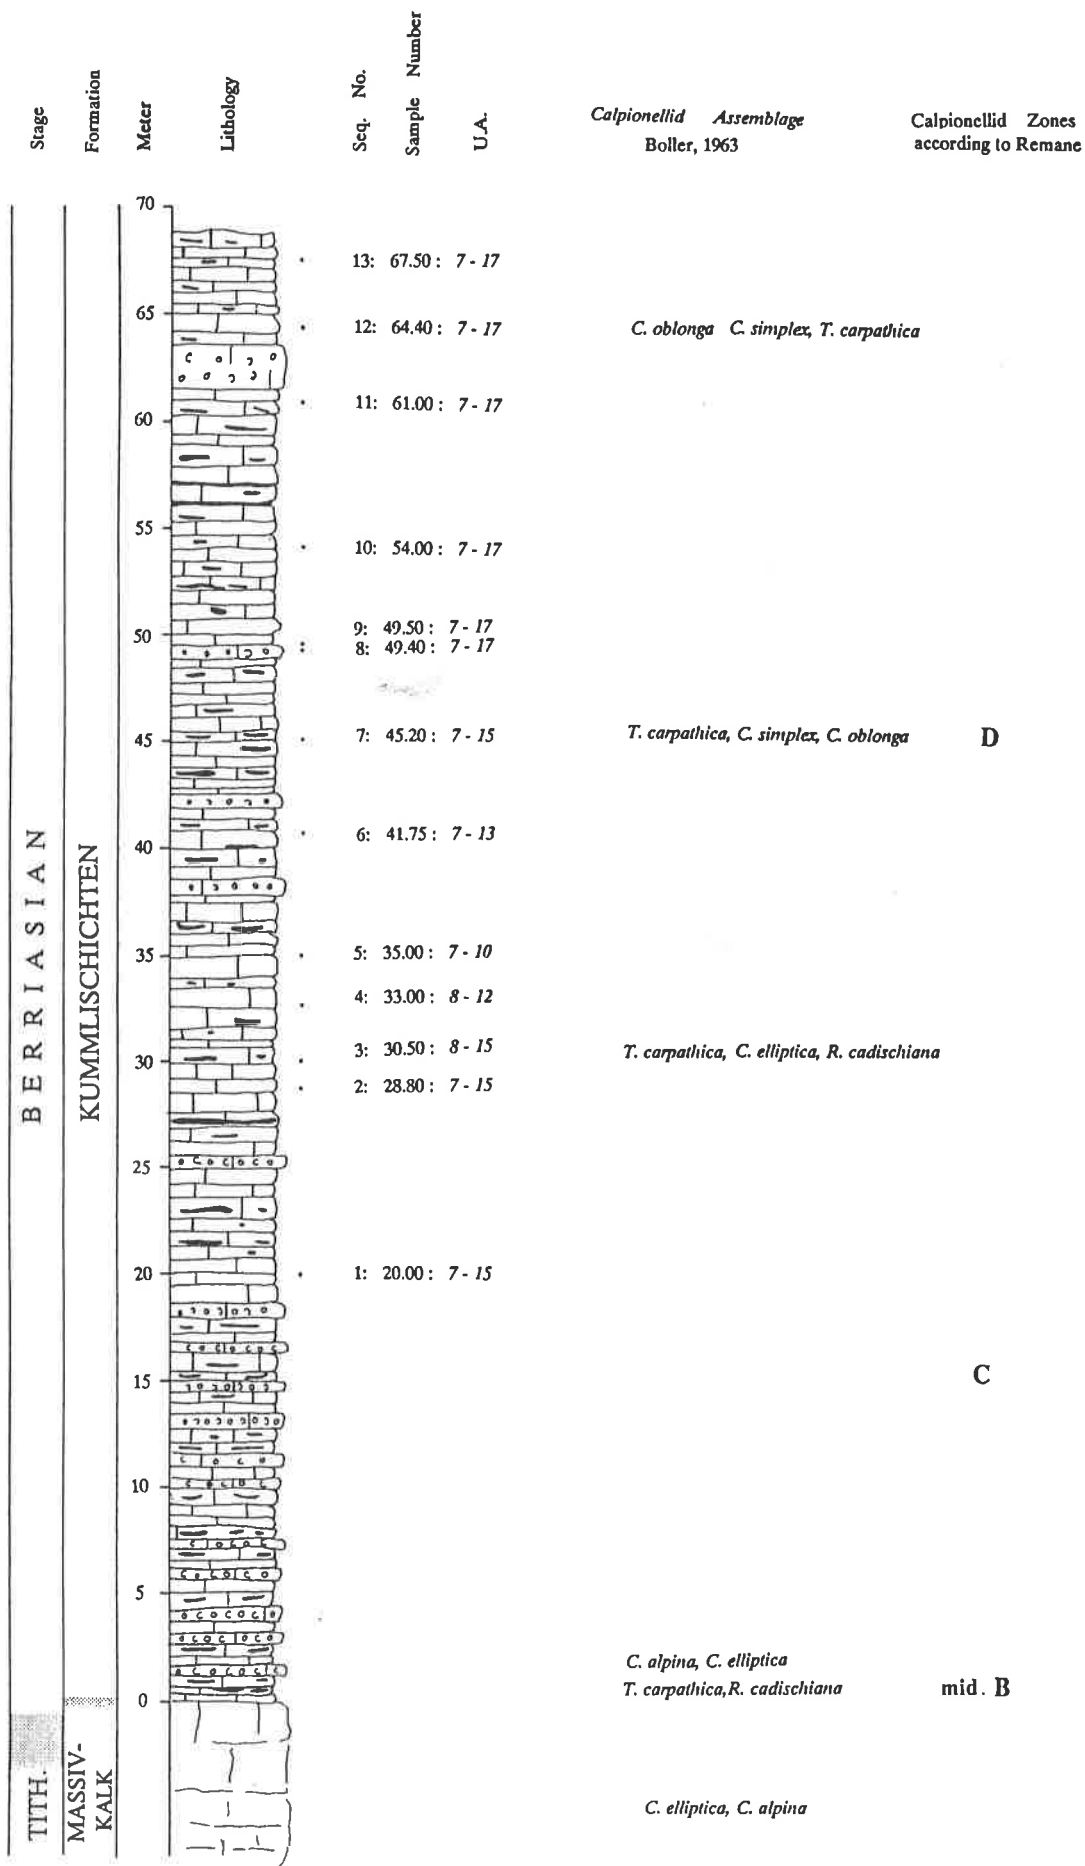 Stage
Formation
Meter
Lithology
Seq. No.
Sample Number
U.A.
Calpionellid Assemblage
Boller, 1963
Calpionellid Zones
according to Remane
70
13: 67.50 : 7 - 17
65
12: 64.40 : 7 - 17 C. oblonga C. simplex, T. carpathica
11: 61.00 : 7 - 17
60
55
10: 54.00 : 7 - 17
9: 49.50 : 7 - 17
50
8: 49.40 : 7 - 17
45 7: 45.20 : 7 - 15 T. carpathica, C. simplex, C. oblonga D
6: 41.75 : 7 - 13
40
35 5: 35.00 : 7 - 10
4: 33.00 : 8 - 12
3: 30.50 : 8 - 15 T. carpathica, C. elliptica, R. cadischiana
30
2: 28.80 : 7 - 15
BERRIASIAN
KUMMLISCHICHTEN
25
20 1: 20.00 : 7 - 15
15 C
10
5
C. alpina, C. elliptica
T. carpathica,R. cadischiana mid. B
0
TITH.
MASSIV-
KALK
C. elliptica, C. alpina